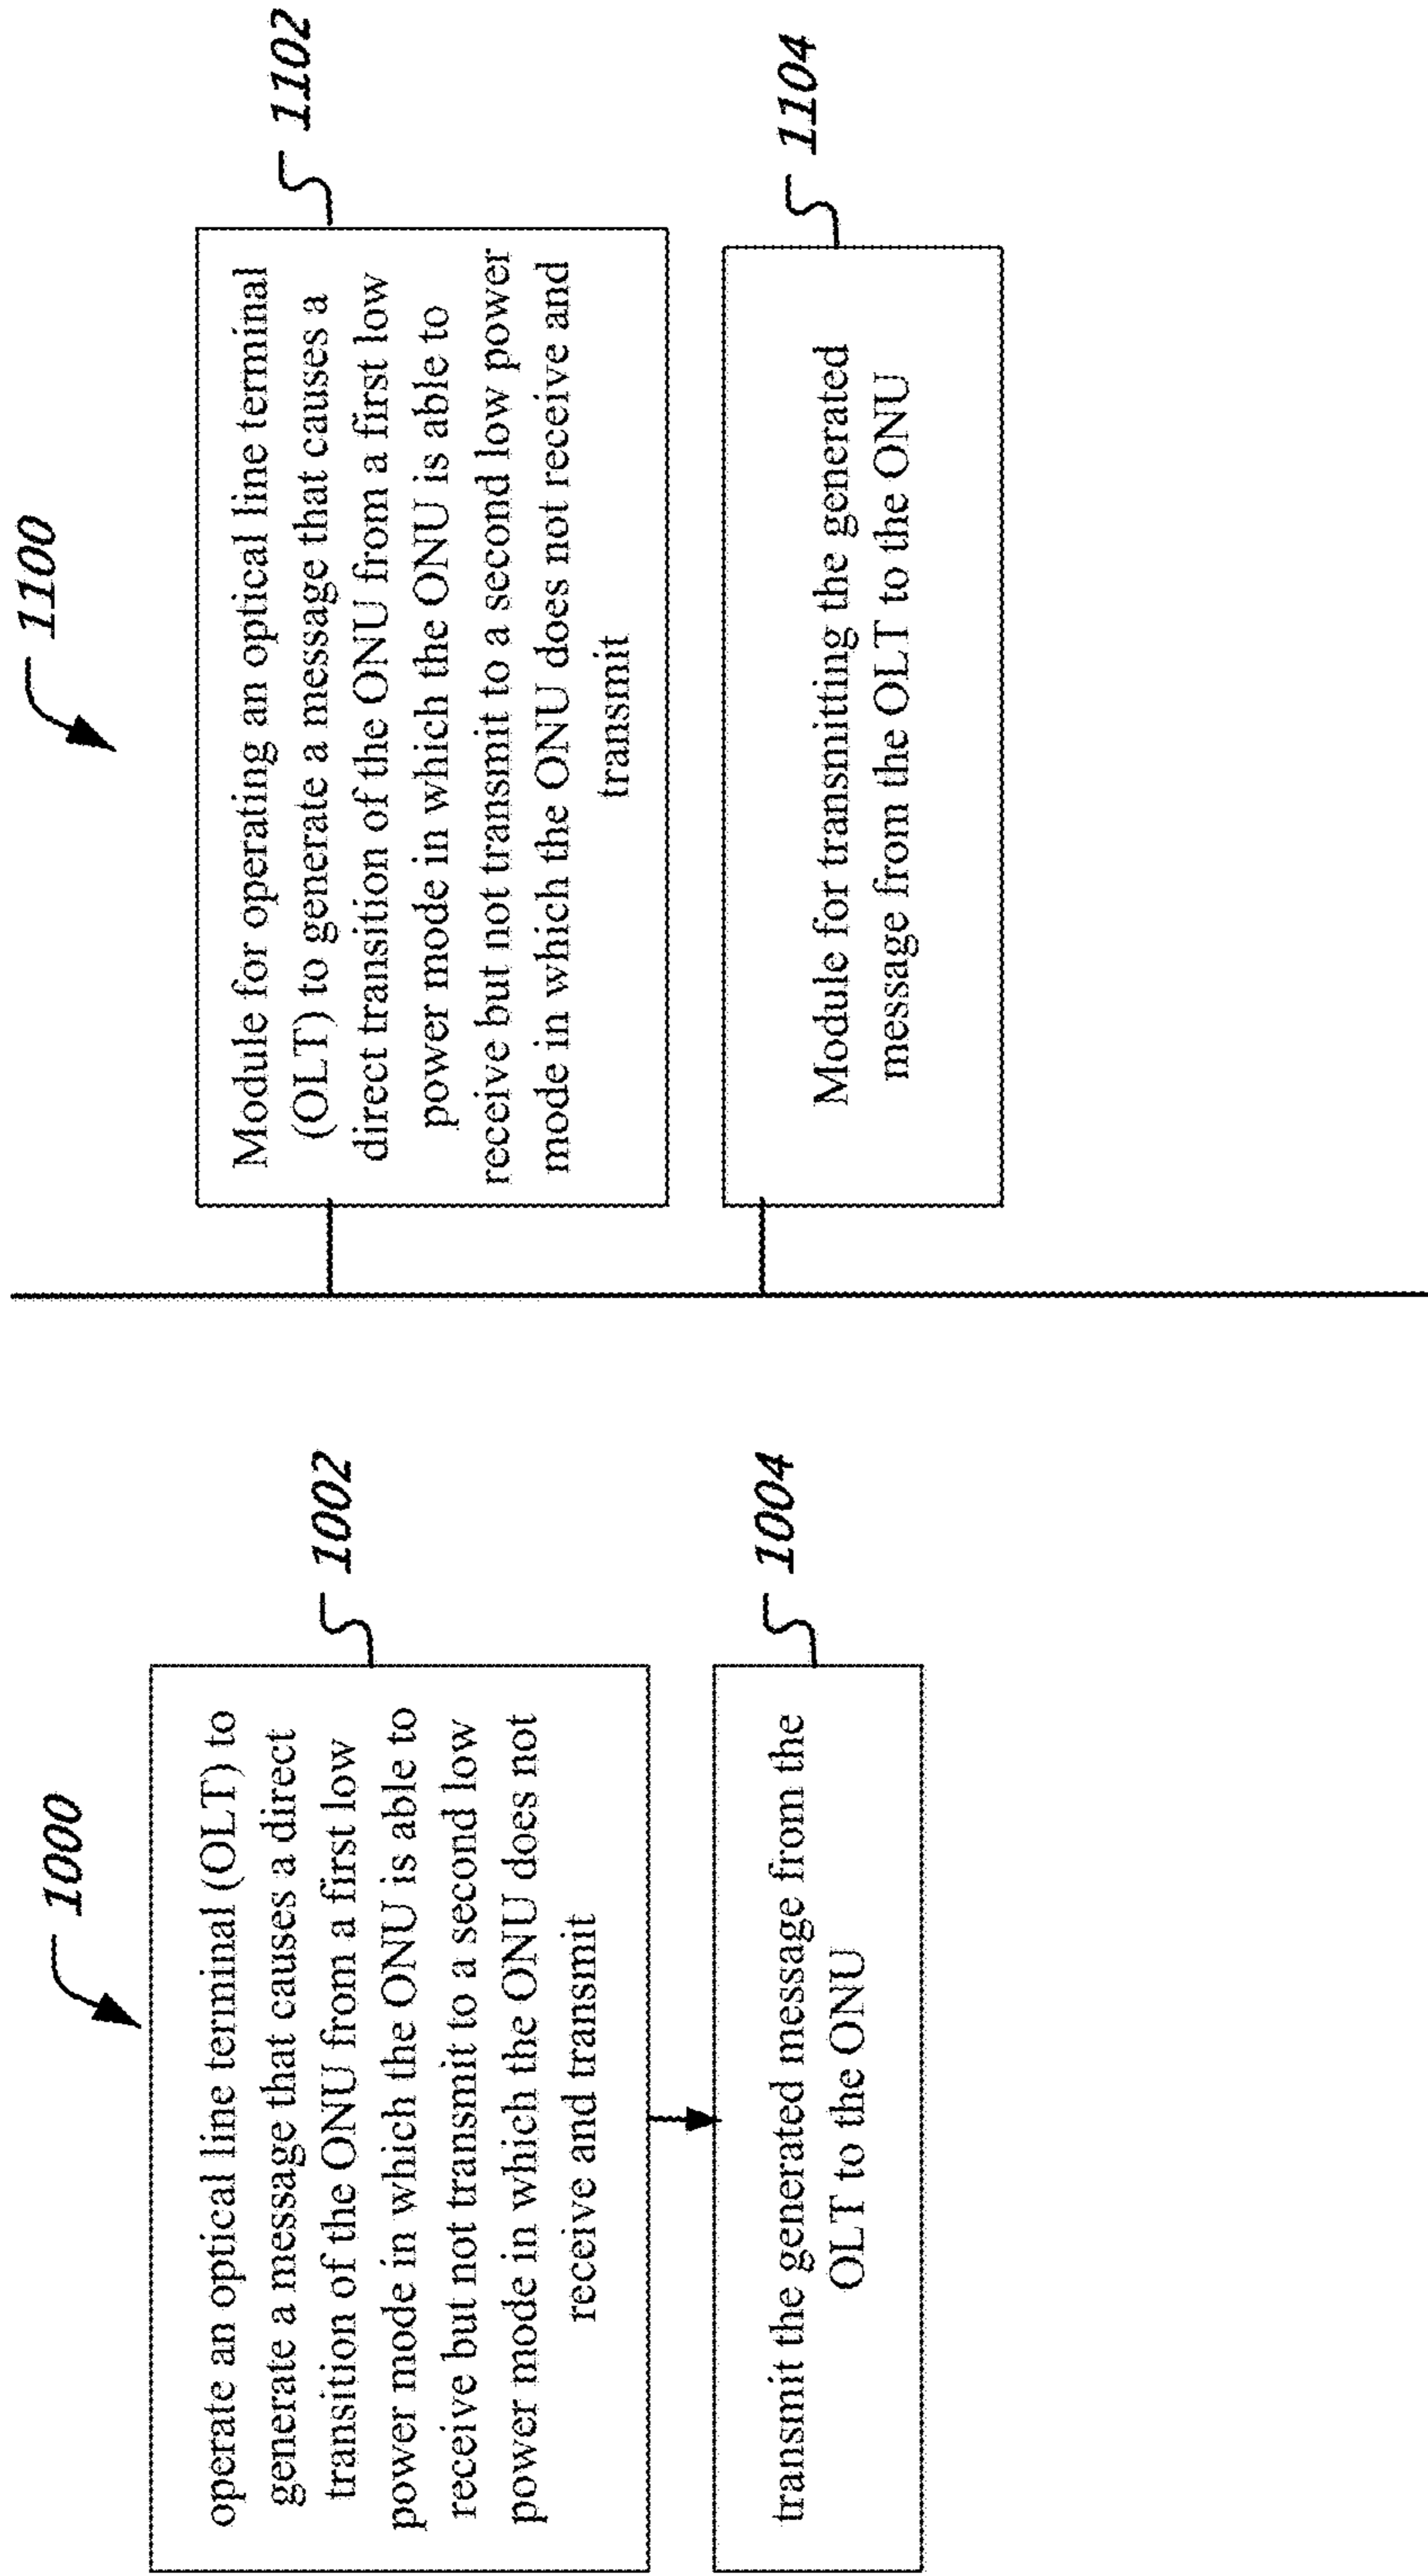 1000
operate an optical line terminal (OLT) to
generate a message that causes a direct
transition of the ONU from a first low
power mode in which the ONU is able to
receive but not transmit to a second low
power mode in which the ONU does not
receive and transmit
1002
transmit the generated message from the
OLT to the ONU
1004
1100
Module for operating an optical line terminal
(OLT) to generate a message that causes a
direct transition of the ONU from a first low
power mode in which the ONU is able to
receive but not transmit to a second low power
mode in which the ONU does not receive and
transmit
1102
Module for transmitting the generated
message from the OLT to the ONU
1104